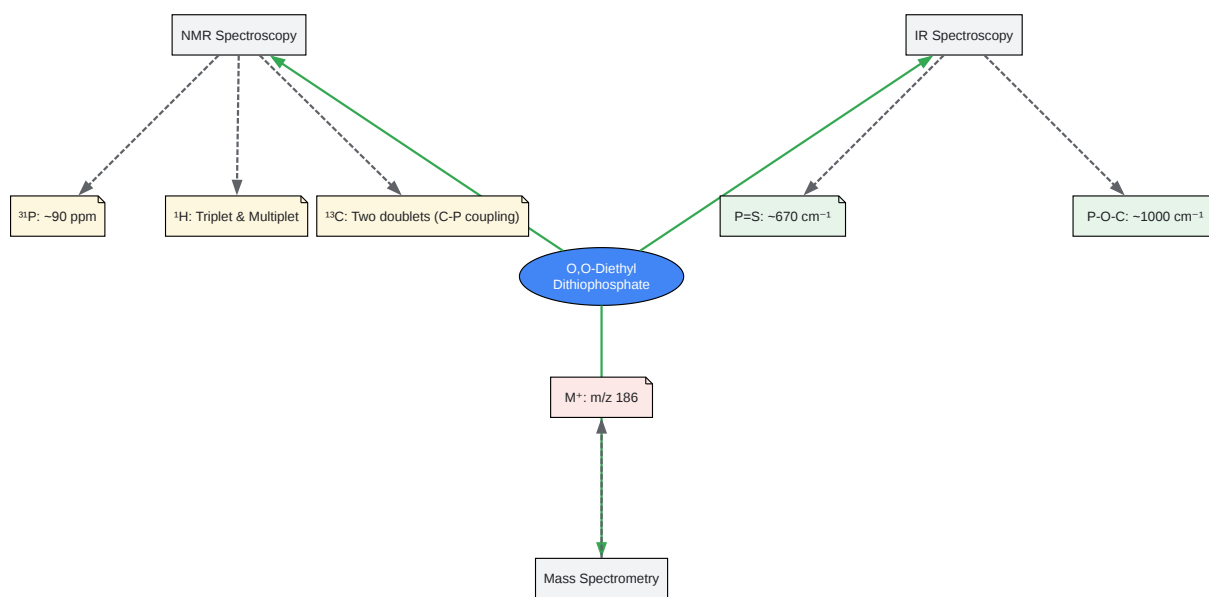 NMR Spectroscopy
IR Spectroscopy
³¹P: ~90 ppm
¹H: Triplet & Multiplet
¹³C: Two doublets (C-P coupling)
P=S: ~670 cm⁻¹
P-O-C: ~1000 cm⁻¹
O,O-Diethyl
Dithiophosphate
M⁺: m/z 186
Mass Spectrometry